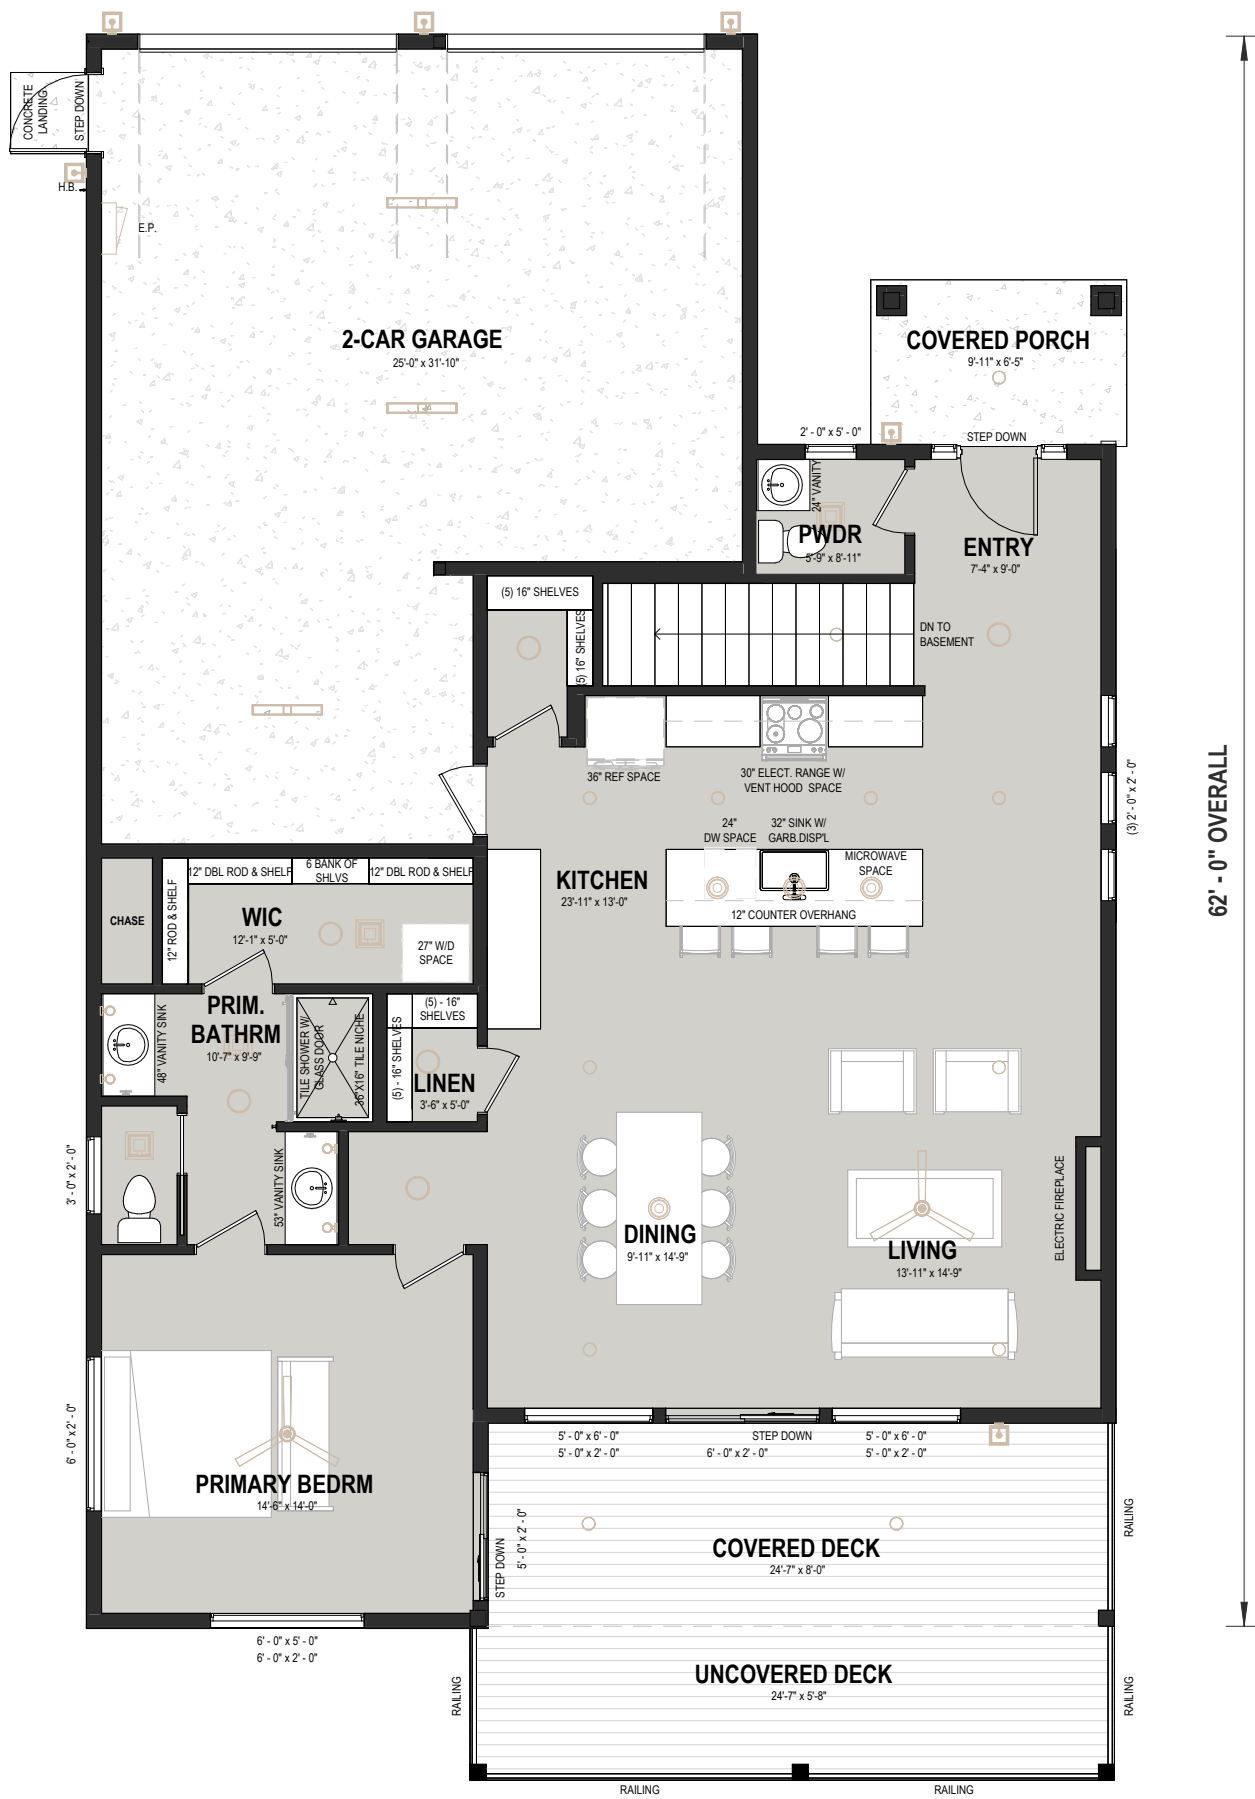 CONCRETE
LANDING
STEP DOWN
H.B.
E.P.
2-CAR GARAGE
25'-0" x 31'-10"
COVERED PORCH
9'-11" x 6'-5"
STEP DOWN
2' - 0" x 5' - 0"
24" VANITY
PWDR
5'-9" x 8'-11"
ENTRY
7'-4" x 9'-0"
(5) 16" SHELVES
(5) 16" SHELVES
DN TO
BASEMENT
36" REF SPACE
30" ELECT. RANGE W/
VENT HOOD SPACE
(3) 2' - 0" x 2' - 0"
62' - 0" OVERALL
24"
DW SPACE
32" SINK W/
GARB.DISP'L
MICROWAVE
SPACE
KITCHEN
23'-11" x 13'-0"
12" COUNTER OVERHANG
12" DBL ROD & SHELF
6 BANK OF
SHLVS
12" DBL ROD & SHELF
CHASE
12" ROD & SHELF
WIC
12'-1" x 5'-0"
27" W/D
SPACE
PRIM.
BATHRM
10'-7" x 9'-9"
48" VANITY SINK
TILE SHOWER W/
GLASS DOOR
36"X16" TILE NICHE
(5) - 16"
SHELVES
(5) - 16" SHELVES
LINEN
3'-6" x 5'-0"
3' - 0" x 2' - 0"
53" VANITY SINK
DINING
9'-11" x 14'-9"
LIVING
13'-11" x 14'-9"
ELECTRIC FIREPLACE
6' - 0" x 2' - 0"
PRIMARY BEDRM
14'-6" x 14'-0"
5' - 0" x 6' - 0"
5' - 0" x 2' - 0"
STEP DOWN
6' - 0" x 2' - 0"
5' - 0" x 6' - 0"
5' - 0" x 2' - 0"
STEP DOWN
5' - 0" x 2' - 0"
COVERED DECK
24'-7" x 8'-0"
RAILING
6' - 0" x 5' - 0"
6' - 0" x 2' - 0"
UNCOVERED DECK
24'-7" x 5'-8"
RAILING
RAILING
RAILING
RAILING